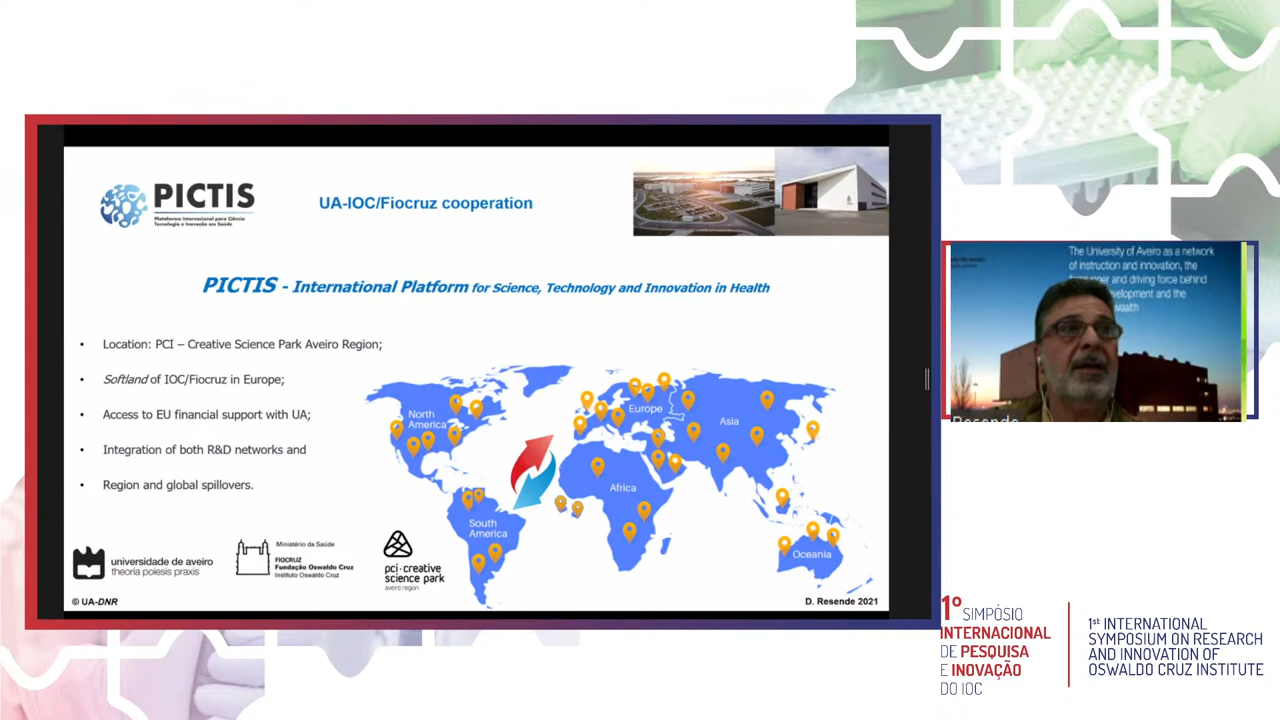 PICTIS
Plataforma Internacional para Ciência
Tecnologia e Inovação em Saúde
UA-IOC/Fiocruz cooperation
PICTIS - International Platform for Science, Technology and Innovation in Health
• Location: PCI – Creative Science Park Aveiro Region;
• Softland of IOC/Fiocruz in Europe;
• Access to EU financial support with UA;
• Integration of both R&D networks and
• Region and global spillovers.
North
America
Europe
Asia
Africa
South
America
Oceania
universidade de aveiro
theoria poiesis praxis
Ministério da Saúde
FIOCRUZ
Fundação Oswaldo Cruz
Instituto Oswaldo Cruz
pci·creative
science park
aveiro region
© UA-DNR
D. Resende 2021
The University of Aveiro as a network
of instruction and innovation, the
and driving force behind
and the
Resende
1º SIMPÓSIO
INTERNACIONAL
DE PESQUISA
E INOVAÇÃO
DO IOC
1st INTERNATIONAL
SYMPOSIUM ON RESEARCH
AND INNOVATION OF
OSWALDO CRUZ INSTITUTE